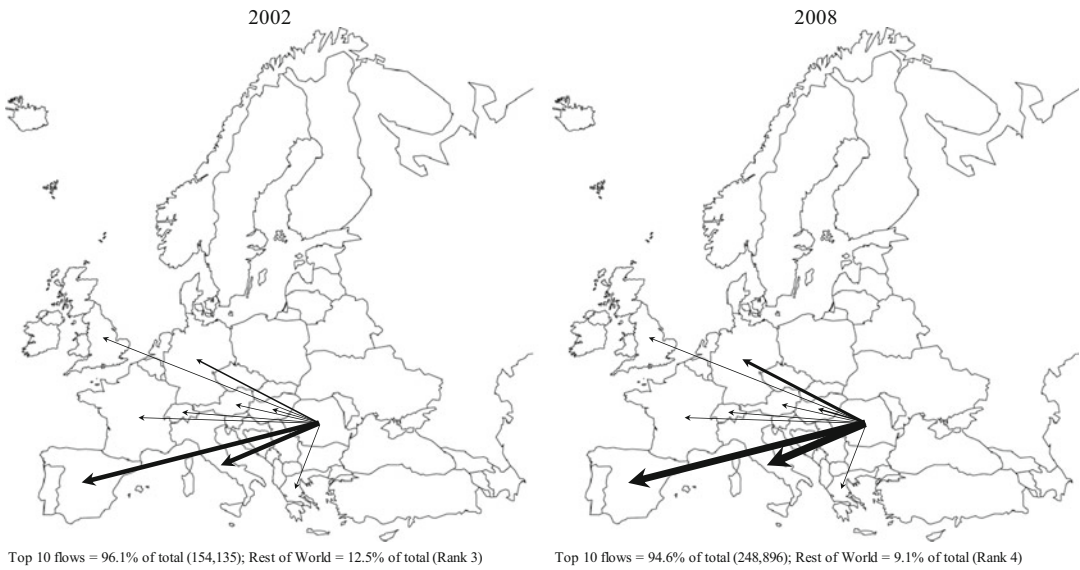 2002
2008
Top 10 flows = 96.1% of total (154,135); Rest of World = 12.5% of total (Rank 3)
Top 10 flows = 94.6% of total (248,896); Rest of World = 9.1% of total (Rank 4)